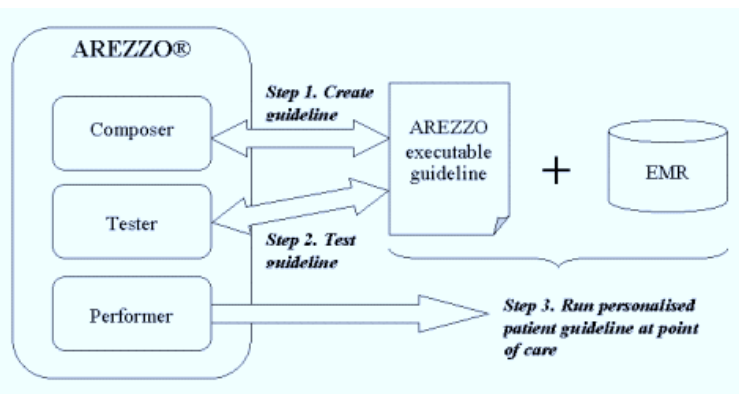 AREZZO®
Composer
Step 1. Create
guideline
AREZZO
executable
guideline
+
EMR
Tester
Step 2. Test
guideline
Performer
Step 3. Run personalised
patient guideline at point
of care